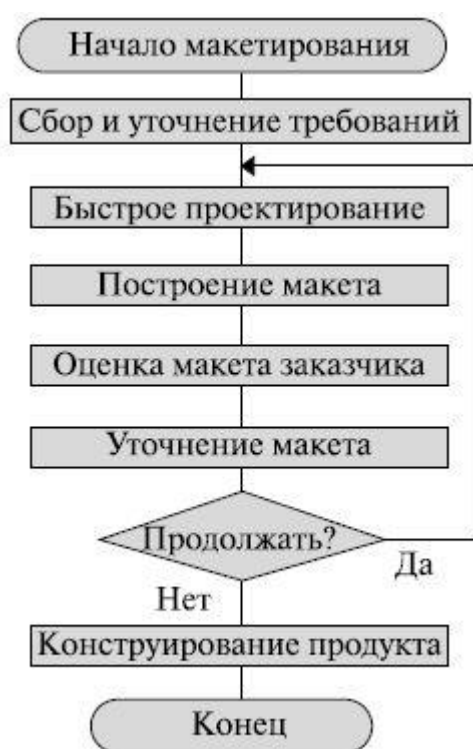 Начало макетирования
Сбор и уточнение требований
Быстрое проектирование
Построение макета
Оценка макета заказчика
Уточнение макета
Продолжать?
Да
Нет
Конструирование продукта
Конец